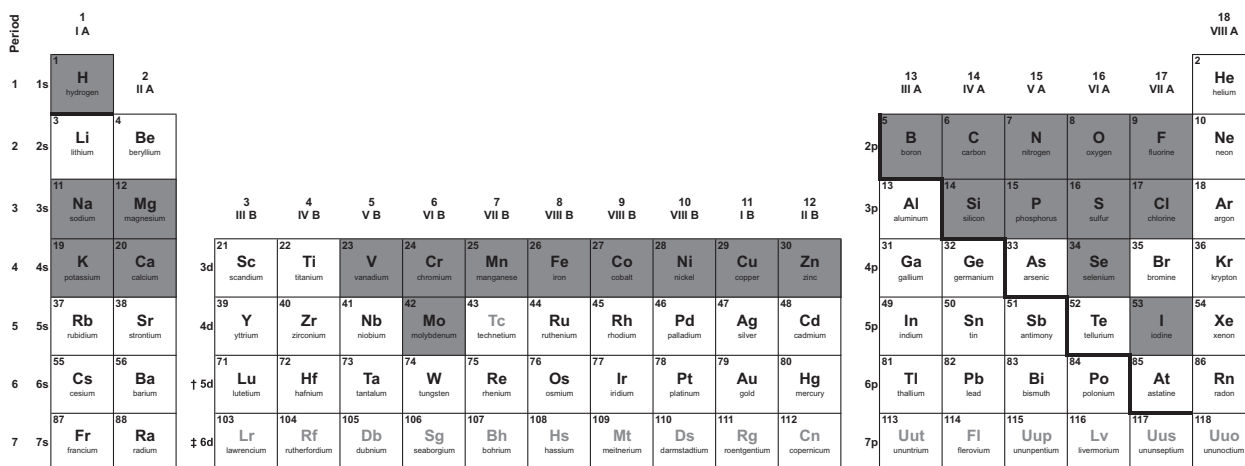 Period
1 18
I A VIII A
1 2
1 1s H He
hydrogen helium
2 13 14 15 16 17
II A III A IV A V A VI A VII A
3 4 5 6 7 8 9 10
2 2s Li Be 2p B C N O F Ne
lithium beryllium boron carbon nitrogen oxygen fluorine neon
11 12 13 14 15 16 17 18
3 3s Na Mg 3p Al Si P S Cl Ar
sodium magnesium aluminum silicon phosphorus sulfur chlorine argon
3 4 5 6 7 8 9 10 11 12
III B IV B V B VI B VII B VIII B VIII B VIII B I B II B
19 20 21 22 23 24 25 26 27 28 29 30 31 32 33 34 35 36
4 4s K Ca 3d Sc Ti V Cr Mn Fe Co Ni Cu Zn 4p Ga Ge As Se Br Kr
potassium calcium scandium titanium vanadium chromium manganese iron cobalt nickel copper zinc gallium germanium arsenic selenium bromine krypton
37 38 39 40 41 42 43 44 45 46 47 48 49 50 51 52 53 54
5 5s Rb Sr 4d Y Zr Nb Mo Tc Ru Rh Pd Ag Cd 5p In Sn Sb Te I Xe
rubidium strontium yttrium zirconium niobium molybdenum technetium ruthenium rhodium palladium silver cadmium indium tin antimony tellurium iodine xenon
55 56 71 72 73 74 75 76 77 78 79 80 81 82 83 84 85 86
6 6s Cs Ba † 5d Lu Hf Ta W Re Os Ir Pt Au Hg 6p Tl Pb Bi Po At Rn
cesium barium lutetium hafnium tantalum tungsten rhenium osmium iridium platinum gold mercury thallium lead bismuth polonium astatine radon
87 88 103 104 105 106 107 108 109 110 111 112 113 114 115 116 117 118
7 7s Fr Ra ‡ 6d Lr Rf Db Sg Bh Hs Mt Ds Rg Cn 7p Uut Fl Uup Lv Uus Uuo
francium radium lawrencium rutherfordium dubnium seaborgium bohrium hassium meitnerium darmstadtium roentgentium copernicum ununtrium flerovium ununpentium livermorium ununseptium ununoctium